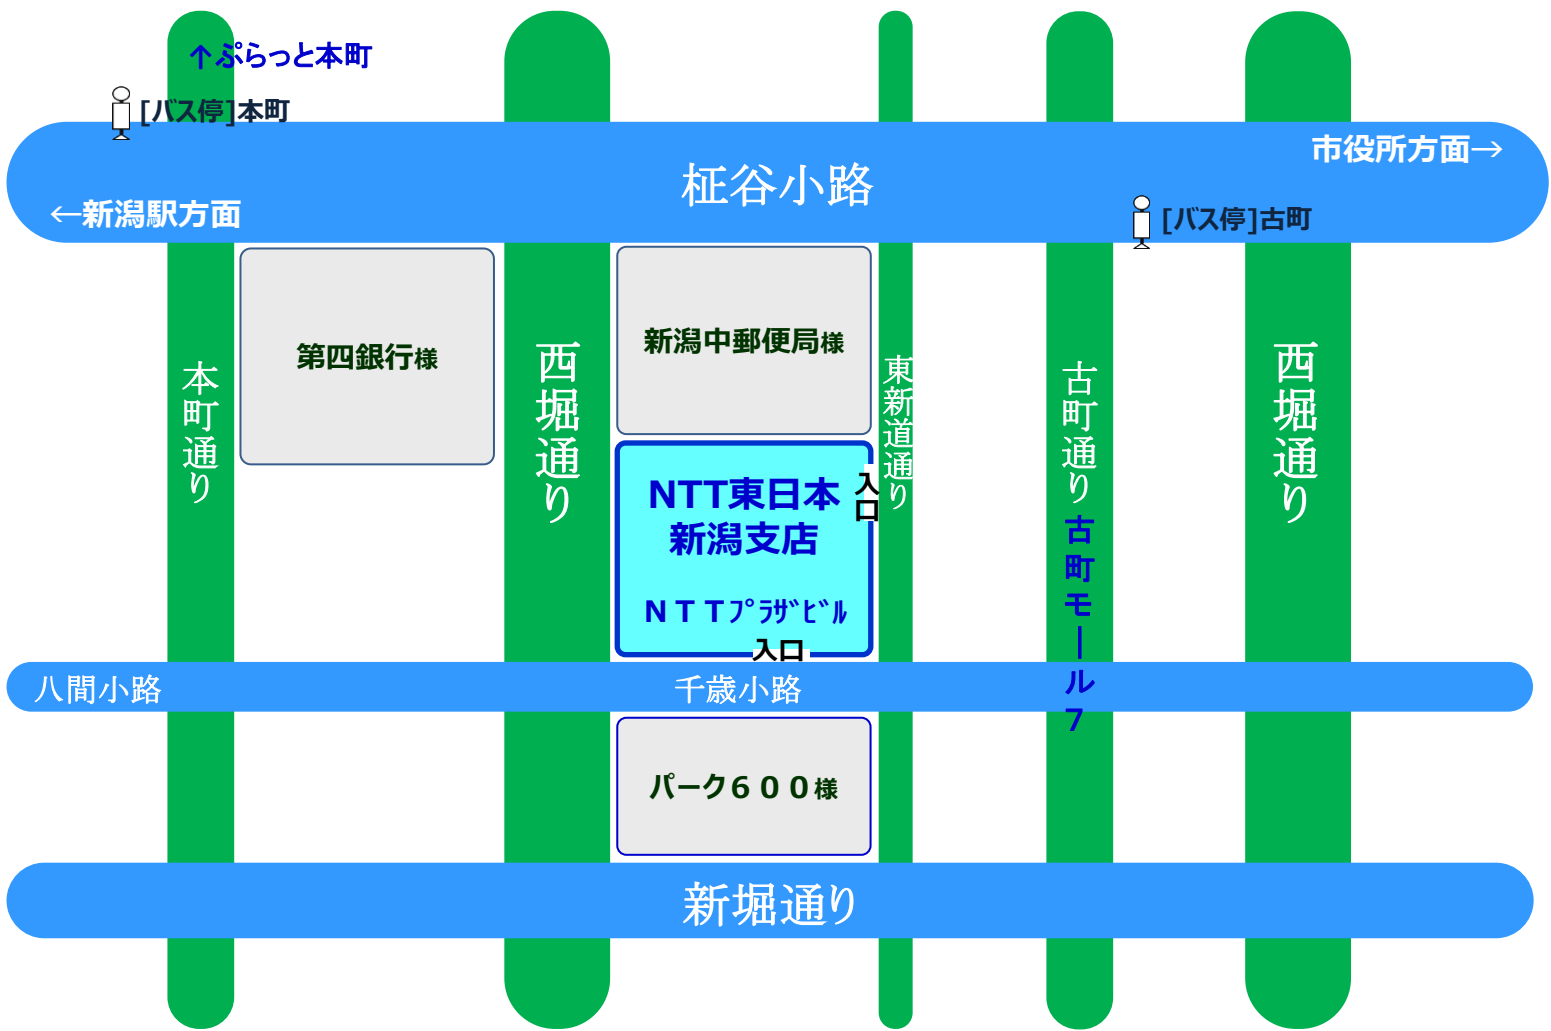 ↑ぷらっと本町
[バス停]本町
市役所方面→
柾谷小路
←新潟駅方面
[バス停]古町
第四銀行様
新潟中郵便局様
本町通り
西堀通り
東新道通り
古町通り
西堀通り
NTT東日本
新潟支店
ＮＴＴﾌﾟﾗｻﾞﾋﾞﾙ
入口
入口
古町モール７
八間小路
千歳小路
パーク６００様
新堀通り